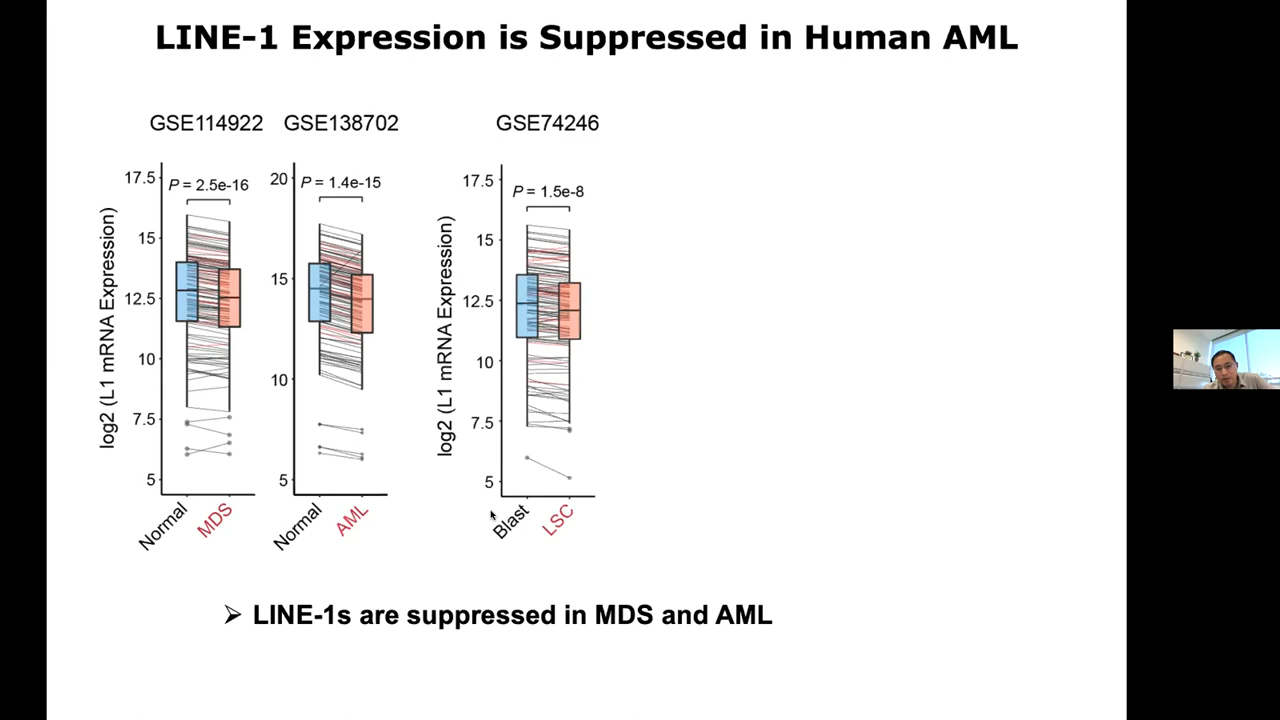 LINE-1 Expression is Suppressed in Human AML
GSE114922
GSE138702
GSE74246
log2 (L1 mRNA Expression)
17.5
15
12.5
10
7.5
5
P = 2.5e-16
Normal
MDS
20
15
10
5
P = 1.4e-15
Normal
AML
log2 (L1 mRNA Expression)
17.5
15
12.5
10
7.5
5
P = 1.5e-8
Blast
LSC
➢ LINE-1s are suppressed in MDS and AML